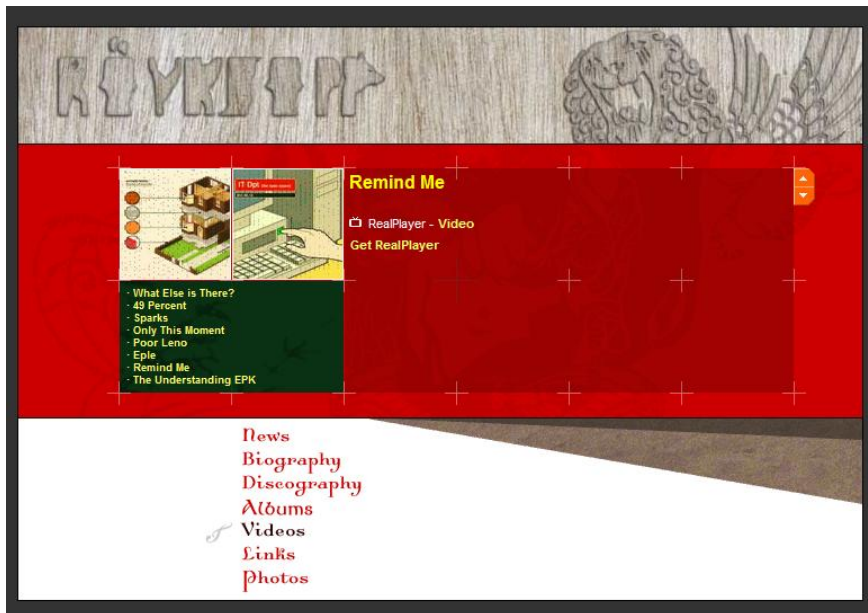 RÖYKSOPP
IT Dpt
Remind Me
RealPlayer - Video
Get RealPlayer
· What Else is There?
· 49 Percent
· Sparks
· Only This Moment
· Poor Leno
· Eple
· Remind Me
· The Understanding EPK
News
Biography
Discography
Albums
Videos
Links
Photos